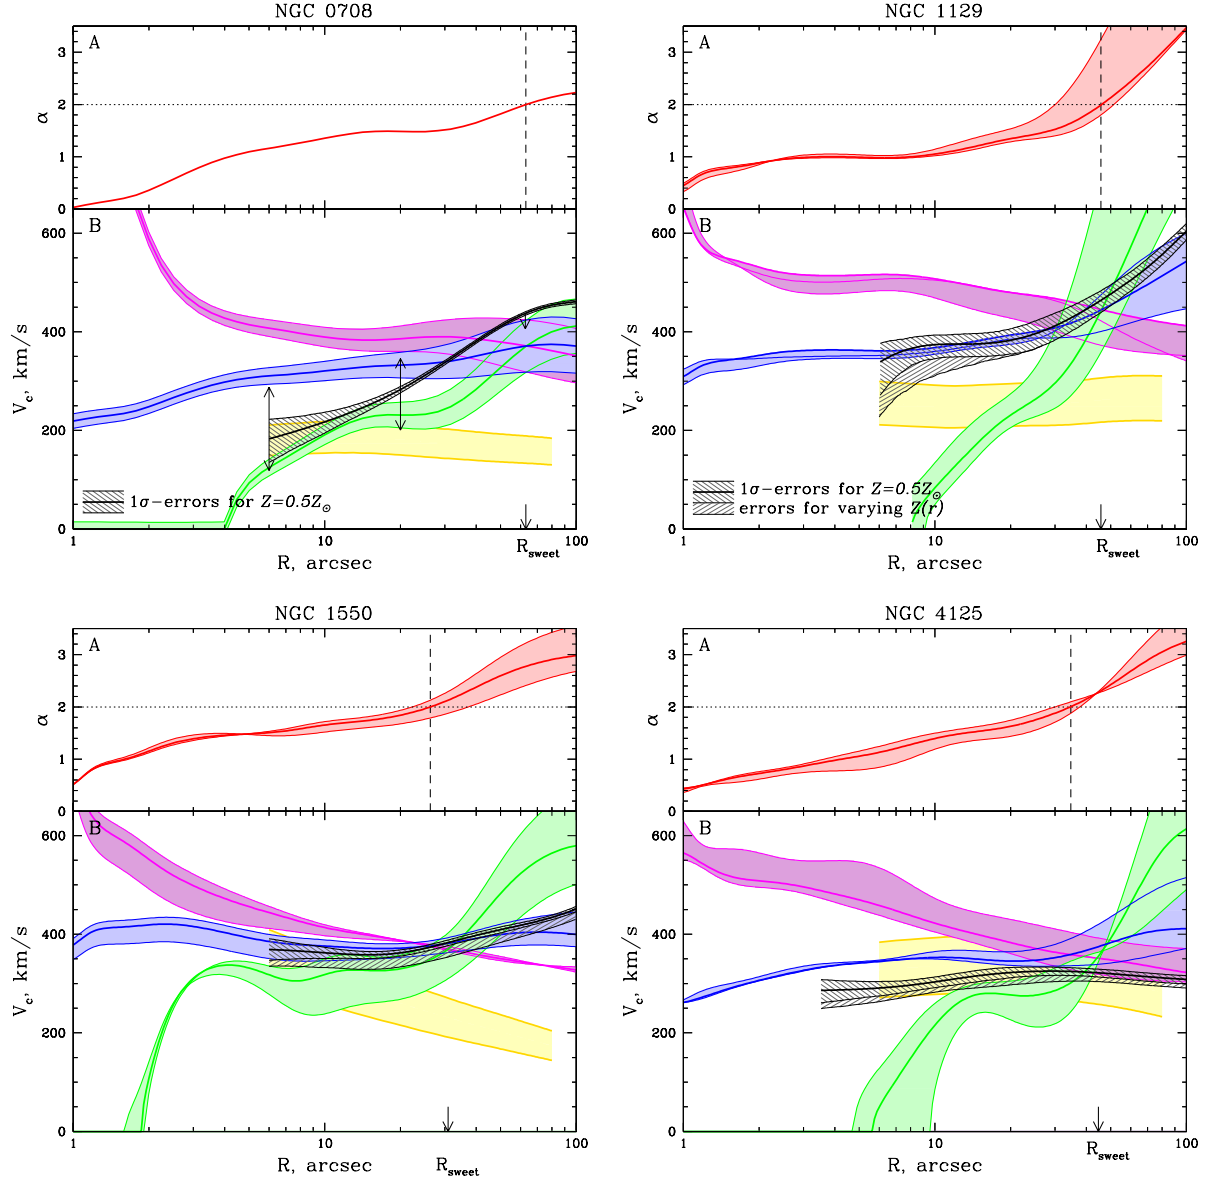 NGC 0708
A
3
2
1
0
α
B
600
400
200
0
V_c, km/s
1σ−errors for Z=0.5Z_⊙
1 10 100
R_sweet
R, arcsec
NGC 1129
A
3
2
1
0
α
B
600
400
200
0
V_c, km/s
1σ−errors for Z=0.5Z_⊙
errors for varying Z(r)
1 10 100
R_sweet
R, arcsec
NGC 1550
A
3
2
1
0
α
B
600
400
200
0
V_c, km/s
1 10 100
R, arcsec
R_sweet
NGC 4125
A
3
2
1
0
α
B
600
400
200
0
V_c, km/s
1 10 100
R_sweet
R, arcsec